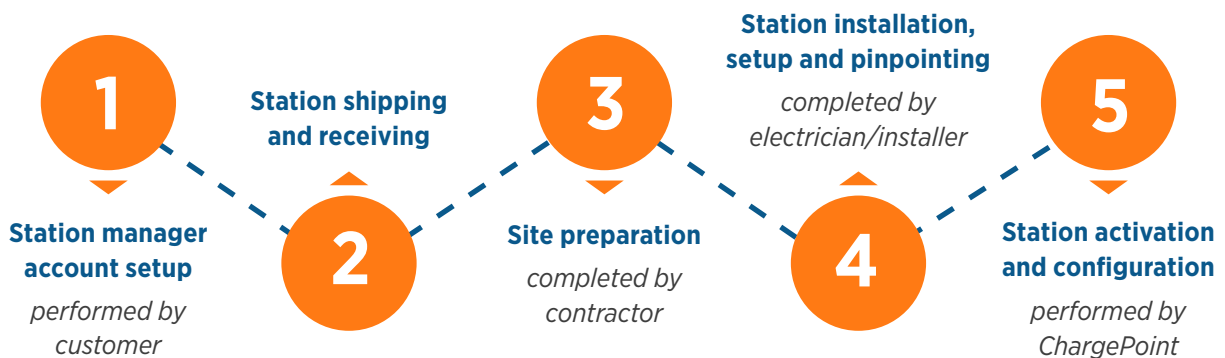 1
Station manager
account setup
performed by
customer
Station shipping
and receiving
2
3
Site preparation
completed by
contractor
Station installation,
setup and pinpointing
completed by
electrician/installer
4
5
Station activation
and configuration
performed by
ChargePoint